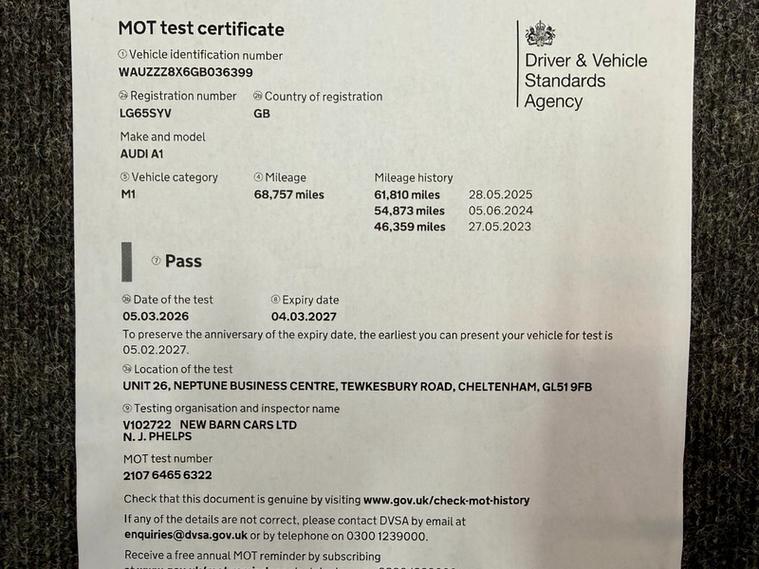 MOT test certificate
① Vehicle identification number
WAUZZZ8X6GB036399
Driver & Vehicle
Standards
Agency
②a Registration number ②b Country of registration
LG65SYV GB
Make and model
AUDI A1
⑤ Vehicle category ④ Mileage Mileage history
M1 68,757 miles 61,810 miles 28.05.2025
54,873 miles 05.06.2024
46,359 miles 27.05.2023
⑦ Pass
③b Date of the test ⑧ Expiry date
05.03.2026 04.03.2027
To preserve the anniversary of the expiry date, the earliest you can present your vehicle for test is
05.02.2027.
③a Location of the test
UNIT 26, NEPTUNE BUSINESS CENTRE, TEWKESBURY ROAD, CHELTENHAM, GL51 9FB
⑨ Testing organisation and inspector name
V102722 NEW BARN CARS LTD
N. J. PHELPS
MOT test number
2107 6465 6322
Check that this document is genuine by visiting www.gov.uk/check-mot-history
If any of the details are not correct, please contact DVSA by email at
enquiries@dvsa.gov.uk or by telephone on 0300 1239000.
Receive a free annual MOT reminder by subscribing